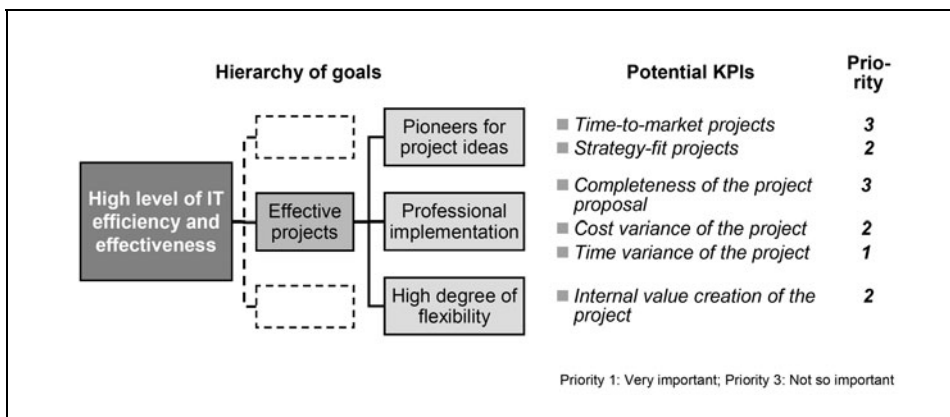 Hierarchy of goals
Potential KPIs
Prio-
rity
High level of IT
efficiency and
effectiveness
Effective
projects
Pioneers for
project ideas
Professional
implementation
High degree of
flexibility
Time-to-market projects 3
Strategy-fit projects 2
Completeness of the project 3
proposal
Cost variance of the project 2
Time variance of the project 1
Internal value creation of the 2
project
Priority 1: Very important; Priority 3: Not so important